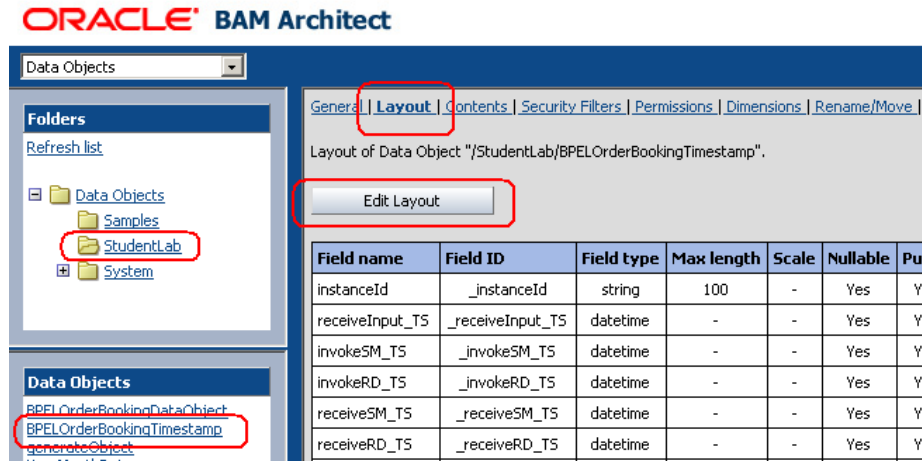 ORACLE BAM Architect
Data Objects
Folders
Refresh list
Data Objects
Samples
StudentLab
System
Data Objects
BPELOrderBookingDataObject
BPELOrderBookingTimestamp
generateObject
General | Layout | Contents | Security Filters | Permissions | Dimensions | Rename/Move |
Layout of Data Object "/StudentLab/BPELOrderBookingTimestamp".
Edit Layout
Field name Field ID Field type Max length Scale Nullable Pu
instanceId _instanceId string 100 - Yes Y
receiveInput_TS _receiveInput_TS datetime - - Yes Y
invokeSM_TS _invokeSM_TS datetime - - Yes Y
invokeRD_TS _invokeRD_TS datetime - - Yes Y
receiveSM_TS _receiveSM_TS datetime - - Yes Y
receiveRD_TS _receiveRD_TS datetime - - Yes Y